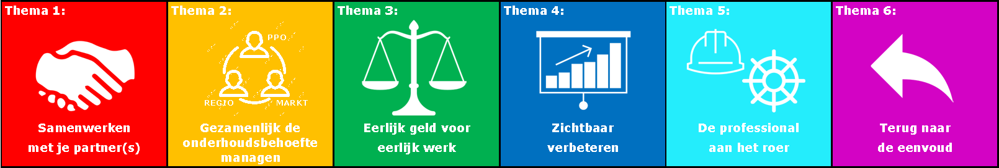 Thema 1:
Samenwerken
met je partner(s)
Thema 2:
PPO
REGIO
MARKT
Gezamenlijk de
onderhoudsbehoefte
managen
Thema 3:
Eerlijk geld voor
eerlijk werk
Thema 4:
Zichtbaar
verbeteren
Thema 5:
De professional
aan het roer
Thema 6:
Terug naar
de eenvoud